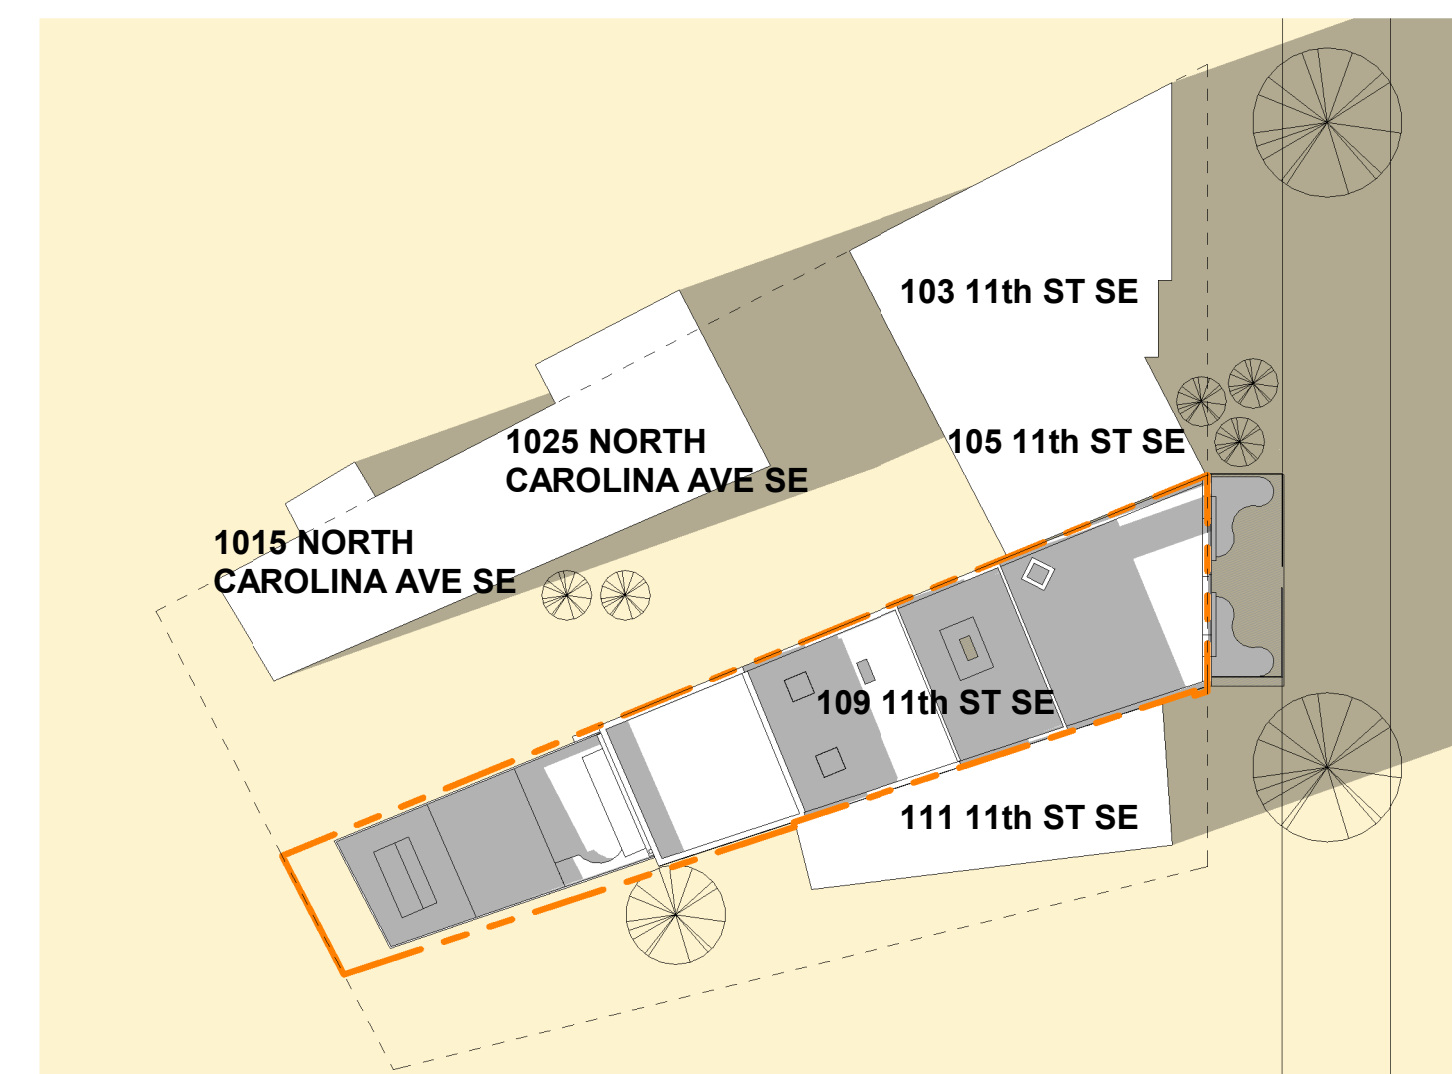 103 11th ST SE
105 11th ST SE
1025 NORTH
CAROLINA AVE SE
1015 NORTH
CAROLINA AVE SE
109 11th ST SE
111 11th ST SE